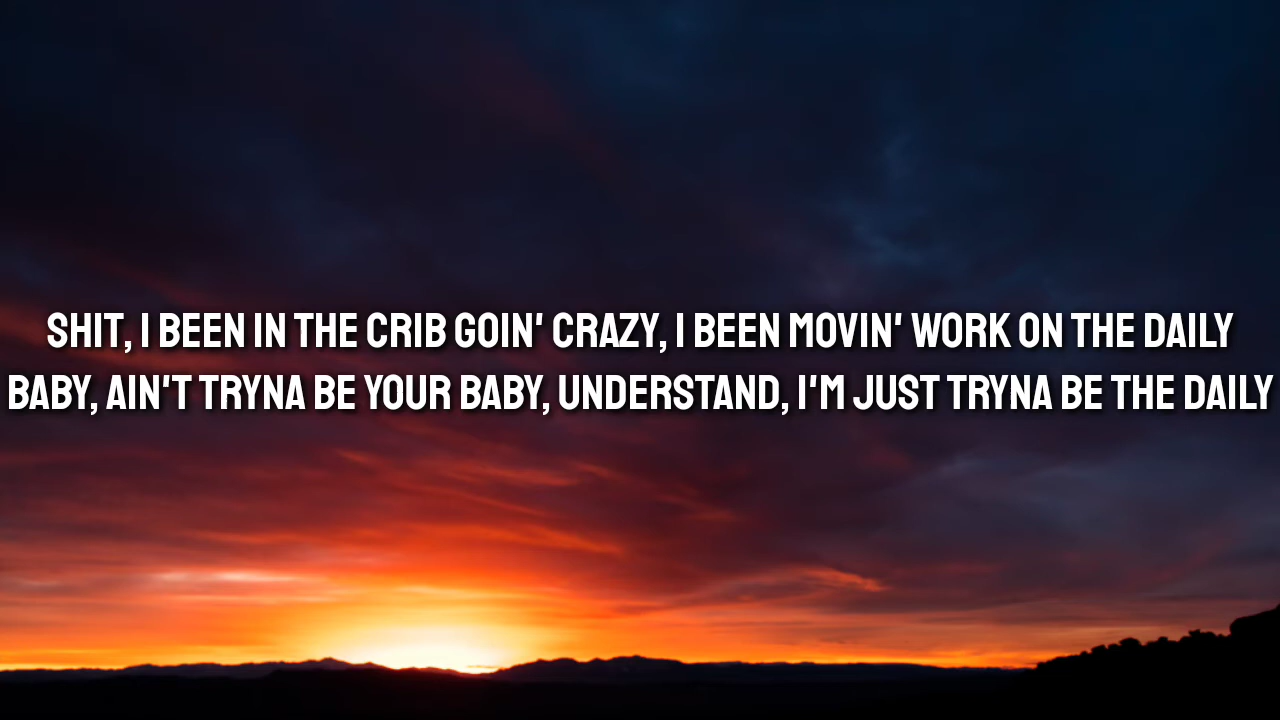 SHIT, I BEEN IN THE CRIB GOIN' CRAZY, I BEEN MOVIN' WORK ON THE DAILY
BABY, AIN'T TRYNA BE YOUR BABY, UNDERSTAND, I'M JUST TRYNA BE THE DAILY